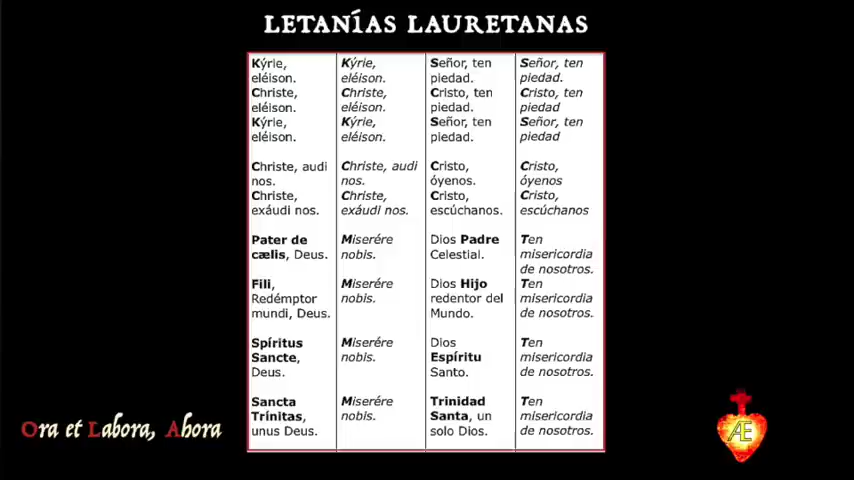 LETANÍAS LAURETANAS
Kýrie, eléison. Kýrie, eléison. Señor, ten piedad. Señor, ten piedad.
Christe, eléison. Christe, eléison. Cristo, ten piedad. Cristo, ten piedad
Kýrie, eléison. Kýrie, eléison. Señor, ten piedad. Señor, ten piedad
Christe, audi nos. Christe, audi nos. Cristo, óyenos. Cristo, óyenos
Christe, exáudi nos. Christe, exáudi nos. Cristo, escúchanos. Cristo, escúchanos
Pater de cælis, Deus. Miserére nobis. Dios Padre Celestial. Ten misericordia de nosotros.
Fili, Redémptor mundi, Deus. Miserére nobis. Dios Hijo redentor del Mundo. Ten misericordia de nosotros.
Spíritus Sancte, Deus. Miserére nobis. Dios Espíritu Santo. Ten misericordia de nosotros.
Sancta Trínitas, unus Deus. Miserére nobis. Trinidad Santa, un solo Dios. Ten misericordia de nosotros.
Ora et Labora, Ahora
Æ